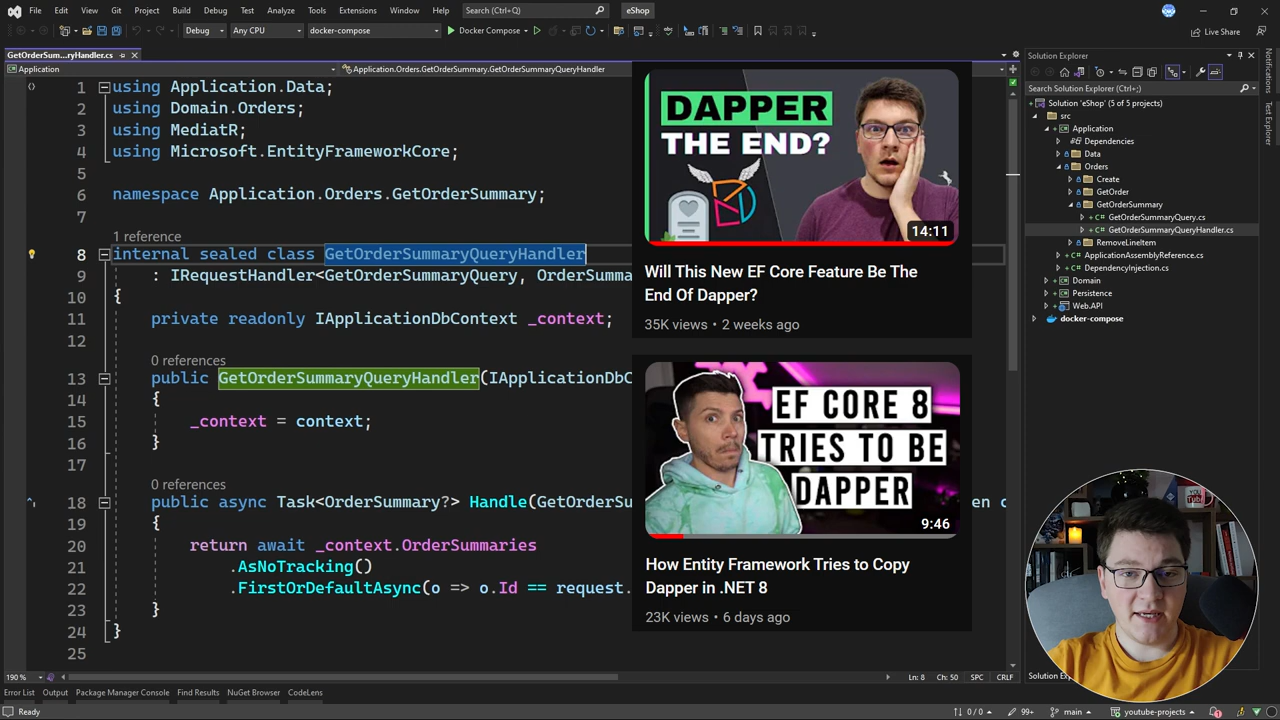 File Edit View Git Project Build Debug Test Analyze Tools Extensions Window Help Search (Ctrl+Q) eShop
Debug Any CPU docker-compose Docker Compose Live Share
GetOrderSum...ryHandler.cs
Application Application.Orders.GetOrderSummary.GetOrderSummaryQueryHandler
1 using Application.Data;
2 using Domain.Orders;
3 using MediatR;
4 using Microsoft.EntityFrameworkCore;
5
6 namespace Application.Orders.GetOrderSummary;
7
1 reference
8 internal sealed class GetOrderSummaryQueryHandler
9 : IRequestHandler<GetOrderSummaryQuery, OrderSumma
10 {
11 private readonly IApplicationDbContext _context;
12
0 references
13 public GetOrderSummaryQueryHandler(IApplicationDbC
14 {
15 _context = context;
16 }
17
0 references
18 public async Task<OrderSummary?> Handle(GetOrderSu
en c
19 {
20 return await _context.OrderSummaries
21 .AsNoTracking()
22 .FirstOrDefaultAsync(o => o.Id == request.
23 }
24 }
25
DAPPER
THE END?
14:11
Will This New EF Core Feature Be The
End Of Dapper?
35K views • 2 weeks ago
EF CORE 8
TRIES TO BE
DAPPER
9:46
How Entity Framework Tries to Copy
Dapper in .NET 8
23K views • 6 days ago
Solution Explorer
Search Solution Explorer (Ctrl+;)
Solution 'eShop' (5 of 5 projects)
src
Application
Dependencies
Data
Orders
Create
GetOrder
GetOrderSummary
GetOrderSummaryQuery.cs
GetOrderSummaryQueryHandler.cs
RemoveLineItem
ApplicationAssemblyReference.cs
DependencyInjection.cs
Domain
Persistence
Web.API
docker-compose
Notifications
Test Explorer
You
190 % Ln: 8 Ch: 50 SPC CRLF
Solution Exp
Error List Output Package Manager Console Find Results NuGet Browser CodeLens
Ready 0 / 0 99+ main youtube-projects